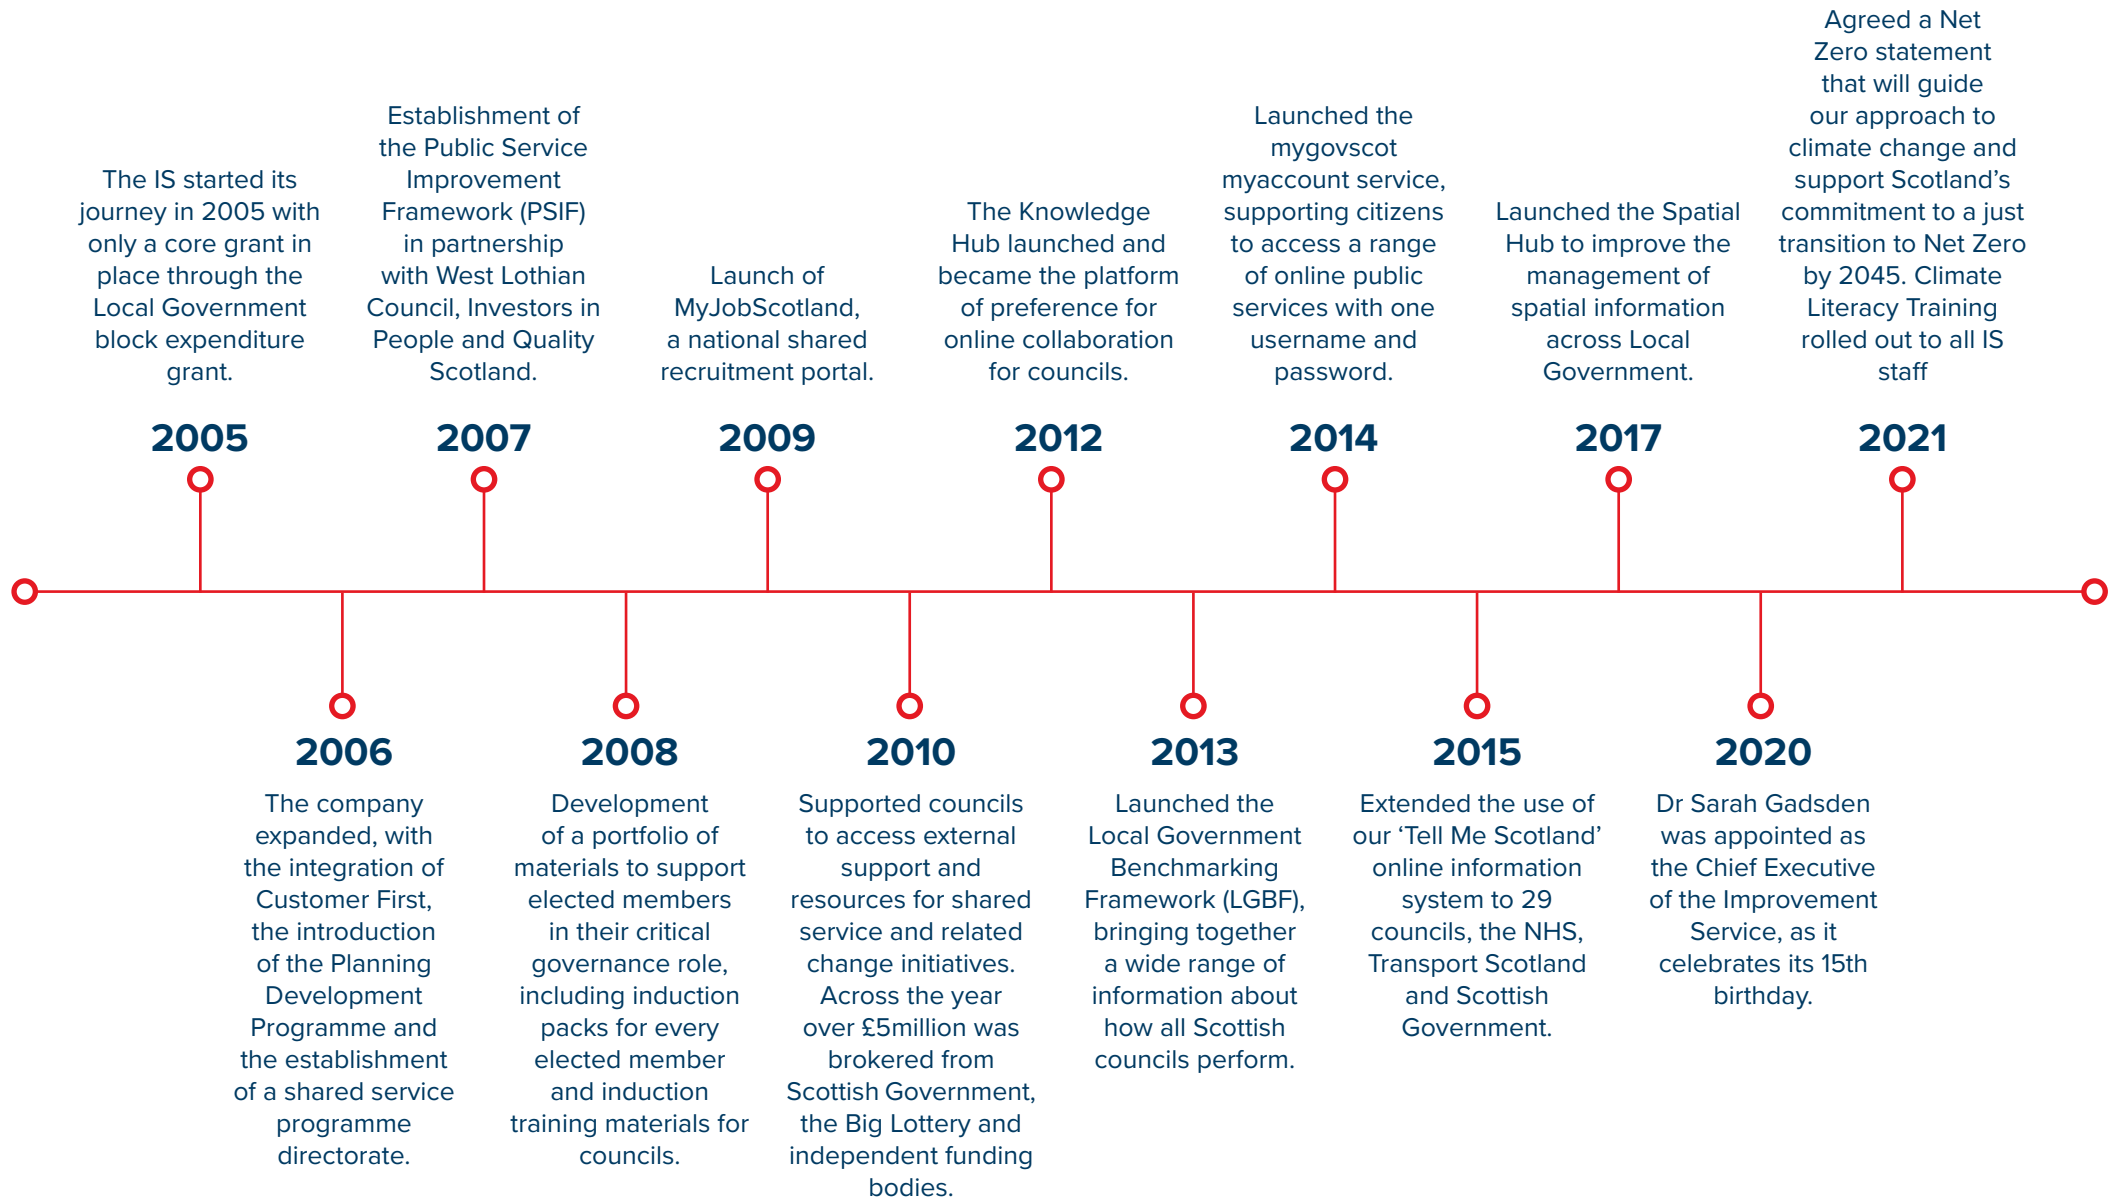 The IS started its
journey in 2005 with
only a core grant in
place through the
Local Government
block expenditure
grant.
2005
The company
expanded, with
the integration of
Customer First,
the introduction
of the Planning
Development
Programme and
the establishment
of a shared service
programme
directorate.
2006
Establishment of
the Public Service
Improvement
Framework (PSIF)
in partnership
with West Lothian
Council, Investors in
People and Quality
Scotland.
2007
2008
Development
of a portfolio of
materials to support
elected members
in their critical
governance role,
including induction
packs for every
elected member
and induction
training materials for
councils.
Launch of
MyJobScotland,
a national shared
recruitment portal.
2009
2010
Supported councils
to access external
support and
resources for shared
service and related
change initiatives.
Across the year
over £5million was
brokered from
Scottish Government,
the Big Lottery and
independent funding
bodies.
The Knowledge
Hub launched and
became the platform
of preference for
online collaboration
for councils.
2012
2013
Launched the
Local Government
Benchmarking
Framework (LGBF),
bringing together
a wide range of
information about
how all Scottish
councils perform.
Launched the
mygovscot
myaccount service,
supporting citizens
to access a range
of online public
services with one
username and
password.
2014
2015
Extended the use of
our ‘Tell Me Scotland’
online information
system to 29
councils, the NHS,
Transport Scotland
and Scottish
Government.
Launched the Spatial
Hub to improve the
management of
spatial information
across Local
Government.
2017
2020
Dr Sarah Gadsden
was appointed as
the Chief Executive
of the Improvement
Service, as it
celebrates its 15th
birthday.
Agreed a Net
Zero statement
that will guide
our approach to
climate change and
support Scotland’s
commitment to a just
transition to Net Zero
by 2045. Climate
Literacy Training
rolled out to all IS
staff
2021